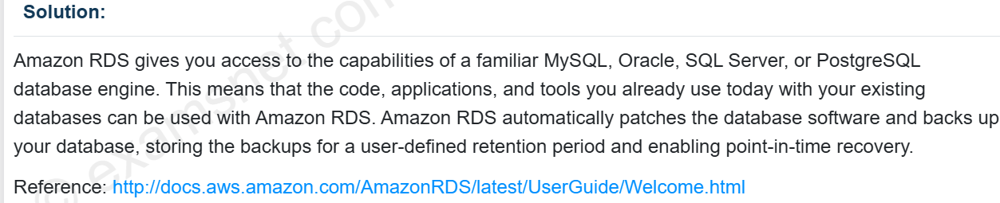 Solution:
Amazon RDS gives you access to the capabilities of a familiar MySQL, Oracle, SQL Server, or PostgreSQL
database engine. This means that the code, applications, and tools you already use today with your existing
databases can be used with Amazon RDS. Amazon RDS automatically patches the database software and backs up
your database, storing the backups for a user-defined retention period and enabling point-in-time recovery.
Reference: http://docs.aws.amazon.com/AmazonRDS/latest/UserGuide/Welcome.html
© examsnet.com